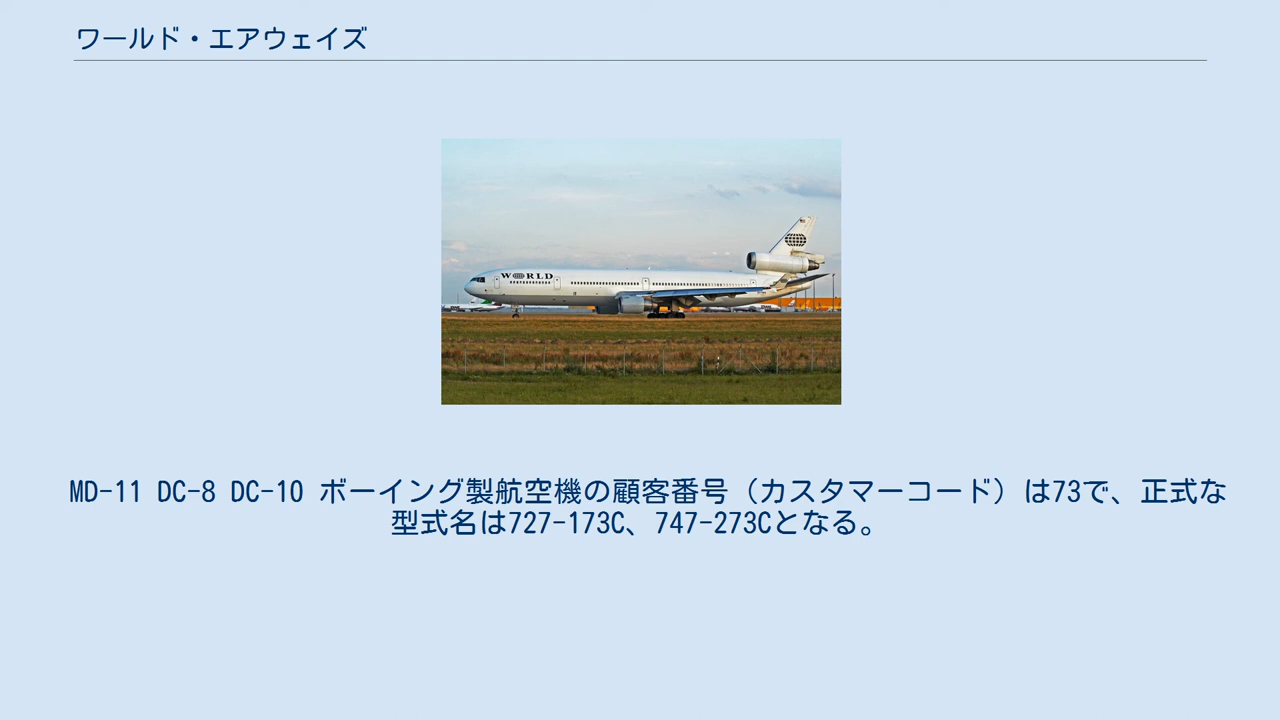 ワールド・エアウェイズ
WORLD
MD-11 DC-8 DC-10 ボーイング製航空機の顧客番号（カスタマーコード）は73で、正式な
型式名は727-173C、747-273Cとなる。